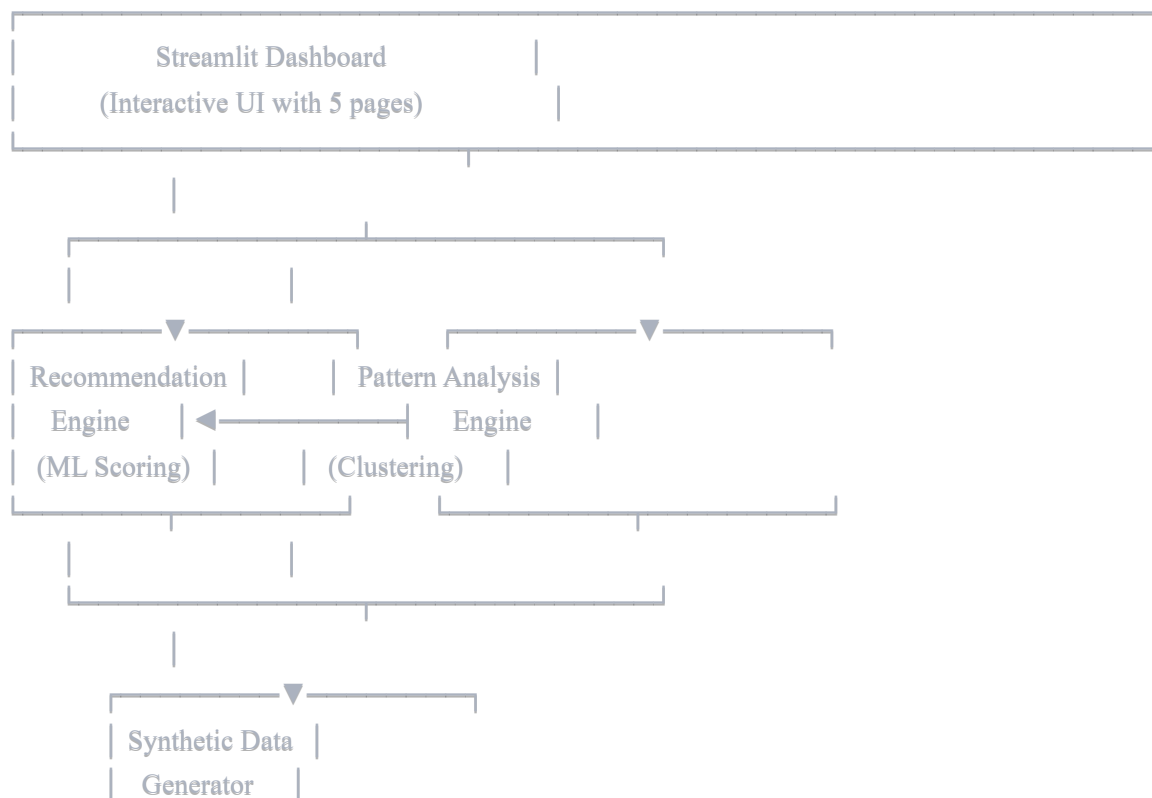 Streamlit Dashboard
(Interactive UI with 5 pages)
Recommendation Pattern Analysis
Engine Engine
(ML Scoring) (Clustering)
Synthetic Data
Generator